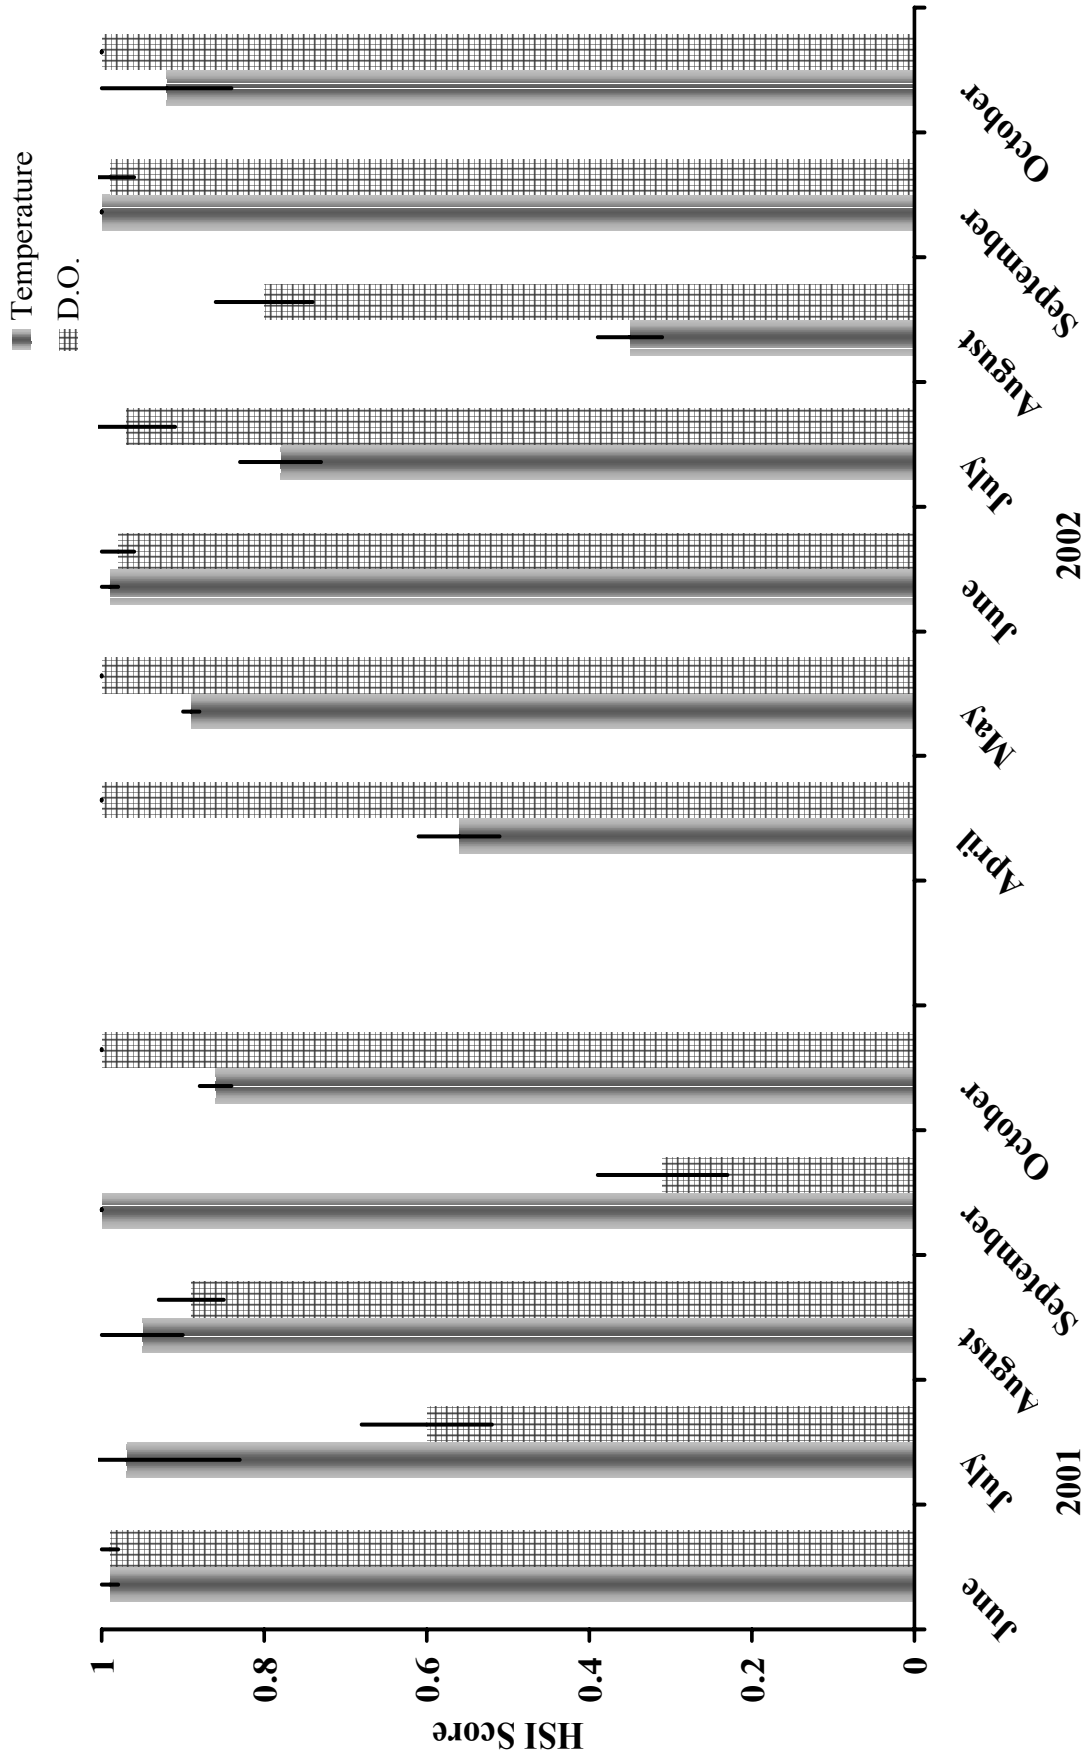 Temperature
D.O.
HSI Score
1
0.8
0.6
0.4
0.2
0
June
July
August
September
October
April
May
June
July
August
September
October
2001
2002